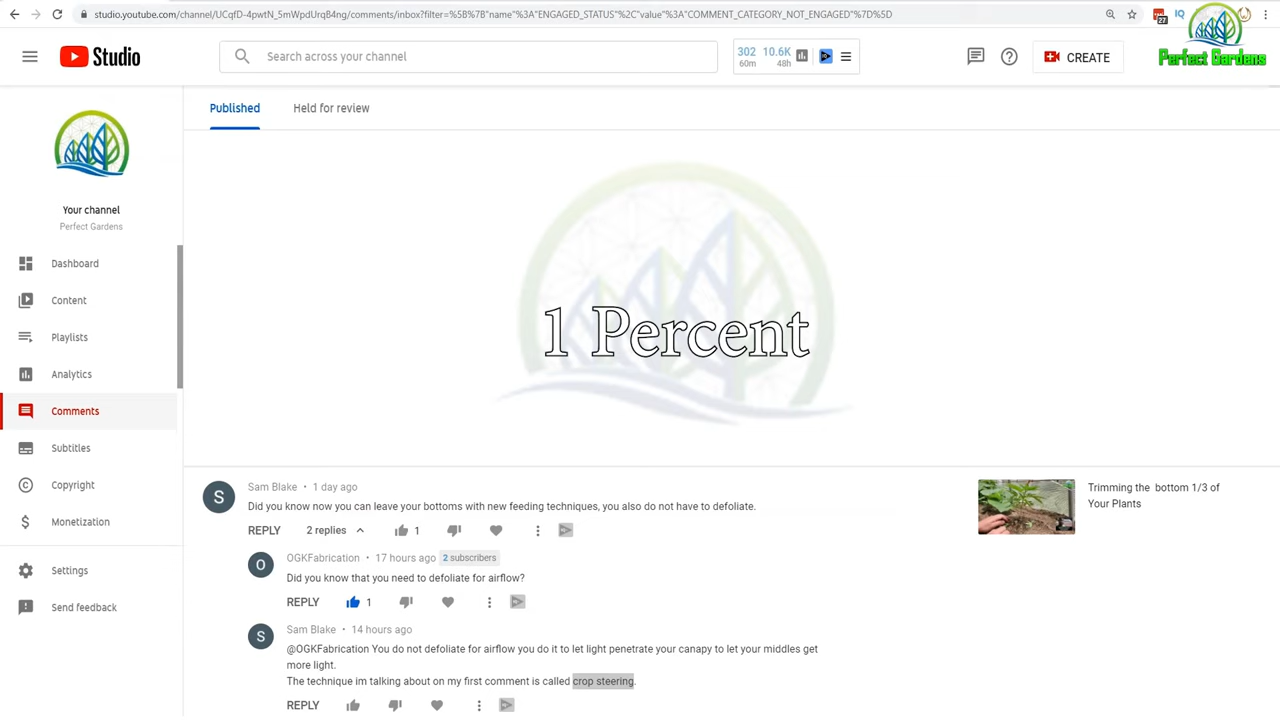 studio.youtube.com/channel/UCqfD-4pwtN_5mWpdUrqB4ng/comments/inbox?filter=%5B%7B"name"%3A"ENGAGED_STATUS"%2C"value"%3A"COMMENT_CATEGORY_NOT_ENGAGED"%7D%5D
27
IQ
Studio
Search across your channel
302 10.6K
60m 48h
CREATE
Perfect Gardens
Published
Held for review
Your channel
Perfect Gardens
Dashboard
Content
Playlists
Analytics
Comments
Subtitles
Copyright
Monetization
Settings
Send feedback
1 Percent
S
Sam Blake • 1 day ago
Did you know now you can leave your bottoms with new feeding techniques, you also do not have to defoliate.
REPLY 2 replies 1
Trimming the bottom 1/3 of
Your Plants
O
OGKFabrication • 17 hours ago 2 subscribers
Did you know that you need to defoliate for airflow?
REPLY 1
S
Sam Blake • 14 hours ago
@OGKFabrication You do not defoliate for airflow you do it to let light penetrate your canapy to let your middles get
more light.
The technique im talking about on my first comment is called crop steering.
REPLY